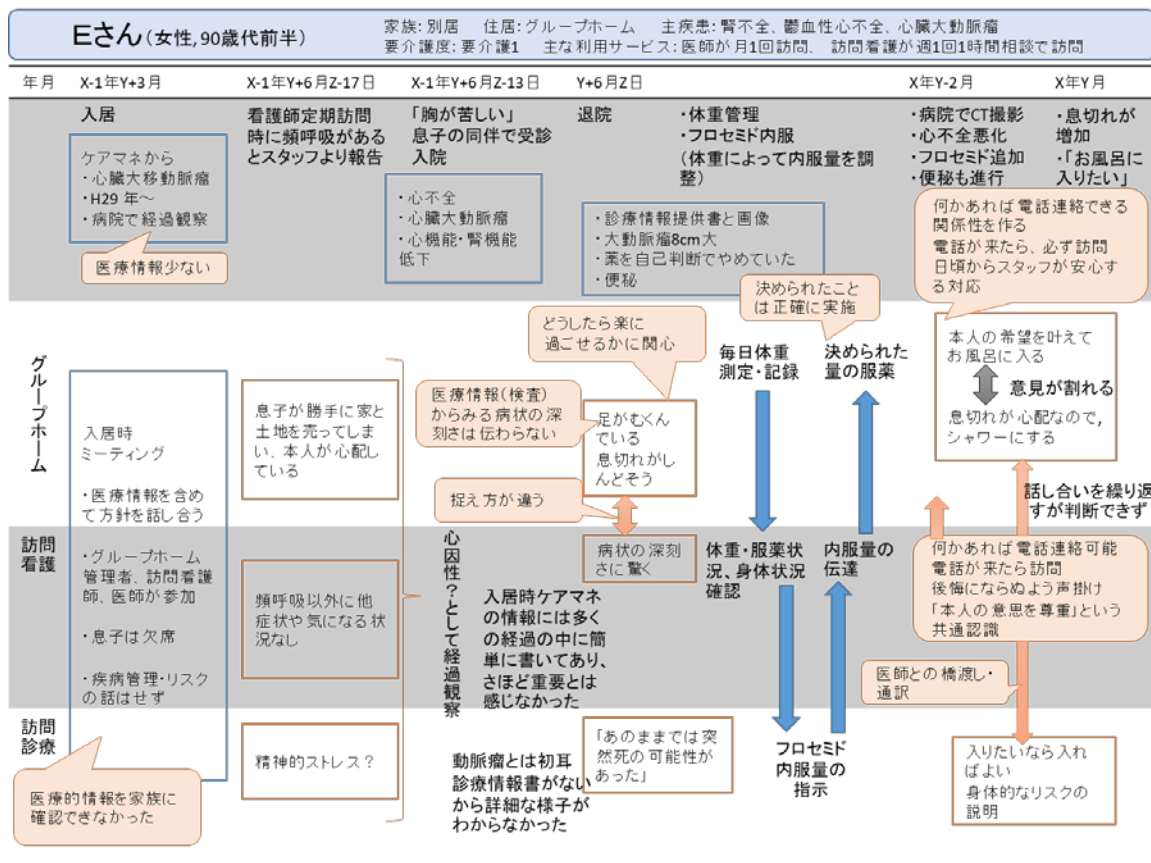 Eさん(女性,90歳代前半)
家族: 別居　住居: グループホーム　主疾患: 腎不全、鬱血性心不全、心臓大動脈瘤
要介護度: 要介護1　主な利用サービス: 医師が月1回訪問、訪問看護が週1回1時間相談で訪問
年月　X-1年Y+3月　X-1年Y+6月Z-17日　X-1年Y+6月Z-13日　Y+6月Z日　X年Y-2月　X年Y月
入居
ケアマネから
・心臓大移動脈瘤
・H29年～
・病院で経過観察
医療情報少ない
看護師定期訪問
時に頻呼吸がある
とスタッフより報告
「胸が苦しい」
息子の同伴で受診
入院
・心不全
・心臓大動脈瘤
・心機能・腎機能
低下
退院
・体重管理
・フロセミド内服
(体重によって内服量を調
整)
・診療情報提供書と画像
・大動脈瘤8cm大
・薬を自己判断でやめていた
・便秘
決められたこと
は正確に実施
・病院でCT撮影
・心不全悪化
・フロセミド追加
・便秘も進行
・息切れが
増加
・「お風呂に
入りたい」
何かあれば電話連絡できる
関係性を作る
電話が来たら、必ず訪問
日頃からスタッフが安心す
る対応
グループホーム
入居時
ミーティング
・医療情報を含め
て方針を話し合う
・グループホーム
管理者、訪問看護
師、医師が参加
・息子は欠席
・疾病管理・リスク
の話はせず
医療的情報を家族に
確認できなかった
息子が勝手に家と
土地を売ってしま
い、本人が心配し
ている
どうしたら楽に
過ごせるかに関心
医療情報(検査)
からみる病状の深
刻さは伝わらない
足がむくん
でいる
息切れがし
んどそう
捉え方が違う
毎日体重
測定・記録
決められた
量の服薬
本人の希望を叶えて
お風呂に入る
意見が割れる
息切れが心配なので,
シャワーにする
話し合いを繰り返
すが判断できず
訪問
看護
頻呼吸以外に他
症状や気になる状
況なし
心因性？として経過観察
病状の深刻
さに驚く
入居時ケアマネ
の情報には多く
の経過の中に簡
単に書いてあり、
さほど重要とは
感じなかった
体重・服薬状
況、身体状況
確認
内服量の
伝達
何かあれば電話連絡可能
電話が来たら訪問
後悔にならぬよう声掛け
「本人の意思を尊重」という
共通認識
医師との橋渡し・
通訳
訪問
診療
精神的ストレス？
動脈瘤とは初耳
診療情報書がない
から詳細な様子が
わからなかった
「あのままでは突
然死の可能性が
あった」
フロセミド
内服量の
指示
入りたいなら入れ
ばよい
身体的なリスクの
説明